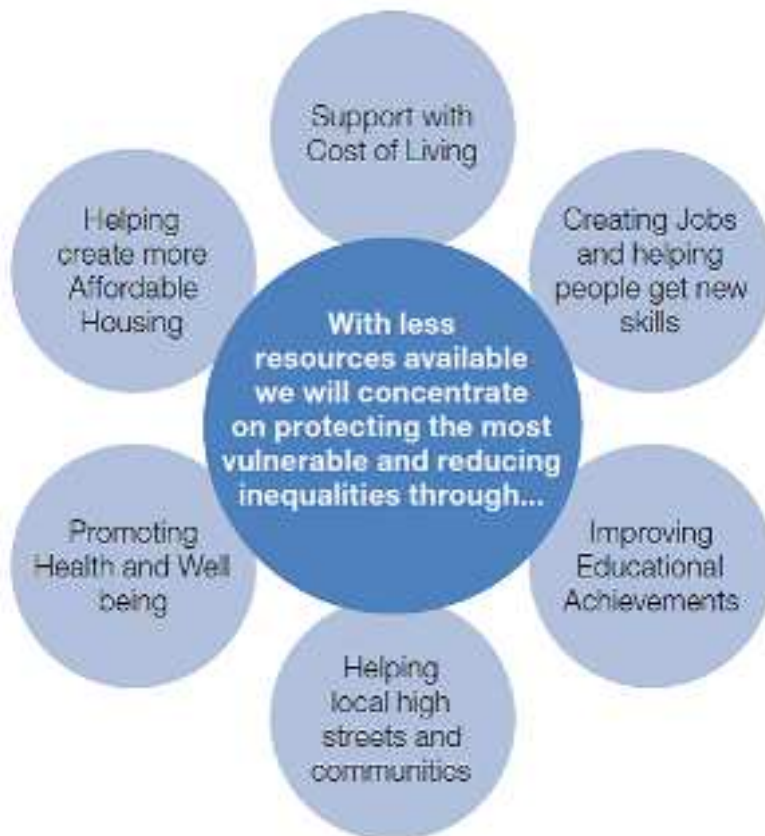 Support with
Cost of Living
Creating Jobs
and helping
people get new
skills
Improving
Educational
Achievements
Helping
local high
streets and
communities
Promoting
Health and Well
being
Helping
create more
Affordable
Housing
With less
resources available
we will concentrate
on protecting the most
vulnerable and reducing
inequalities through...